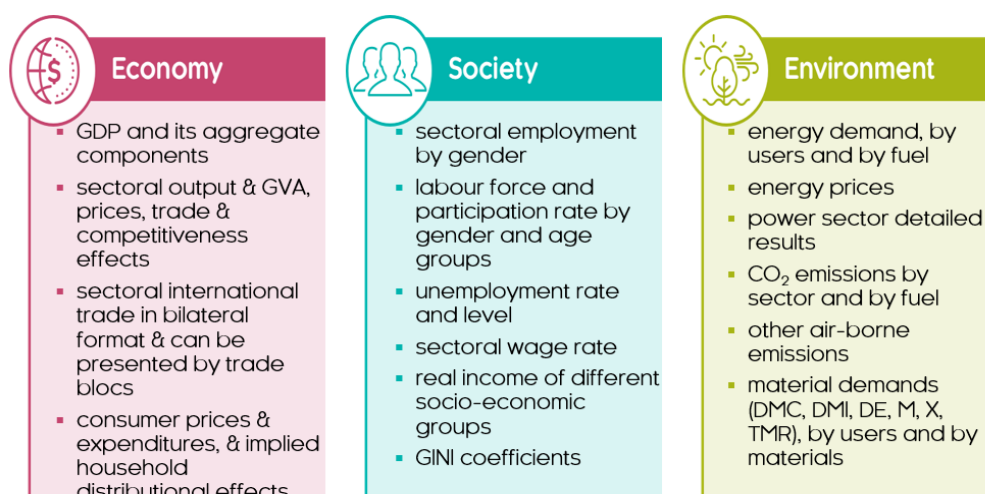 Economy
▪ GDP and its aggregate
components
▪ sectoral output & GVA,
prices, trade &
competitiveness
effects
▪ sectoral international
trade in bilateral
format & can be
presented by trade
blocs
▪ consumer prices &
expenditures, & implied
household
distributional effects
Society
▪ sectoral employment
by gender
▪ labour force and
participation rate by
gender and age
groups
▪ unemployment rate
and level
▪ sectoral wage rate
▪ real income of different
socio-economic
groups
▪ GINI coefficients
Environment
▪ energy demand, by
users and by fuel
▪ energy prices
▪ power sector detailed
results
▪ CO₂ emissions by
sector and by fuel
▪ other air-borne
emissions
▪ material demands
(DMC, DMI, DE, M, X,
TMR), by users and by
materials